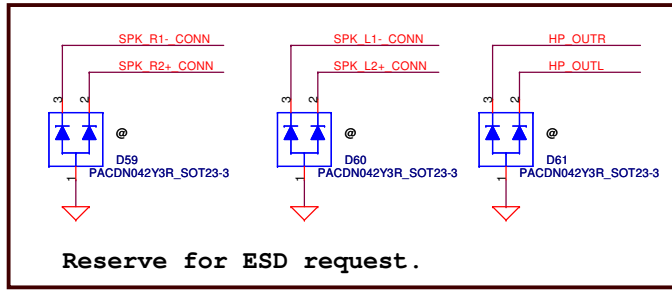 SPK_R1-_CONN SPK_L1-_CONN HP_OUTR
SPK_R2+_CONN SPK_L2+_CONN HP_OUTL
3 2 3 2 3 2
@ @ @
D59 D60 D61
PACDN042Y3R_SOT23-3 PACDN042Y3R_SOT23-3 PACDN042Y3R_SOT23-3
1 1 1
Reserve for ESD request.